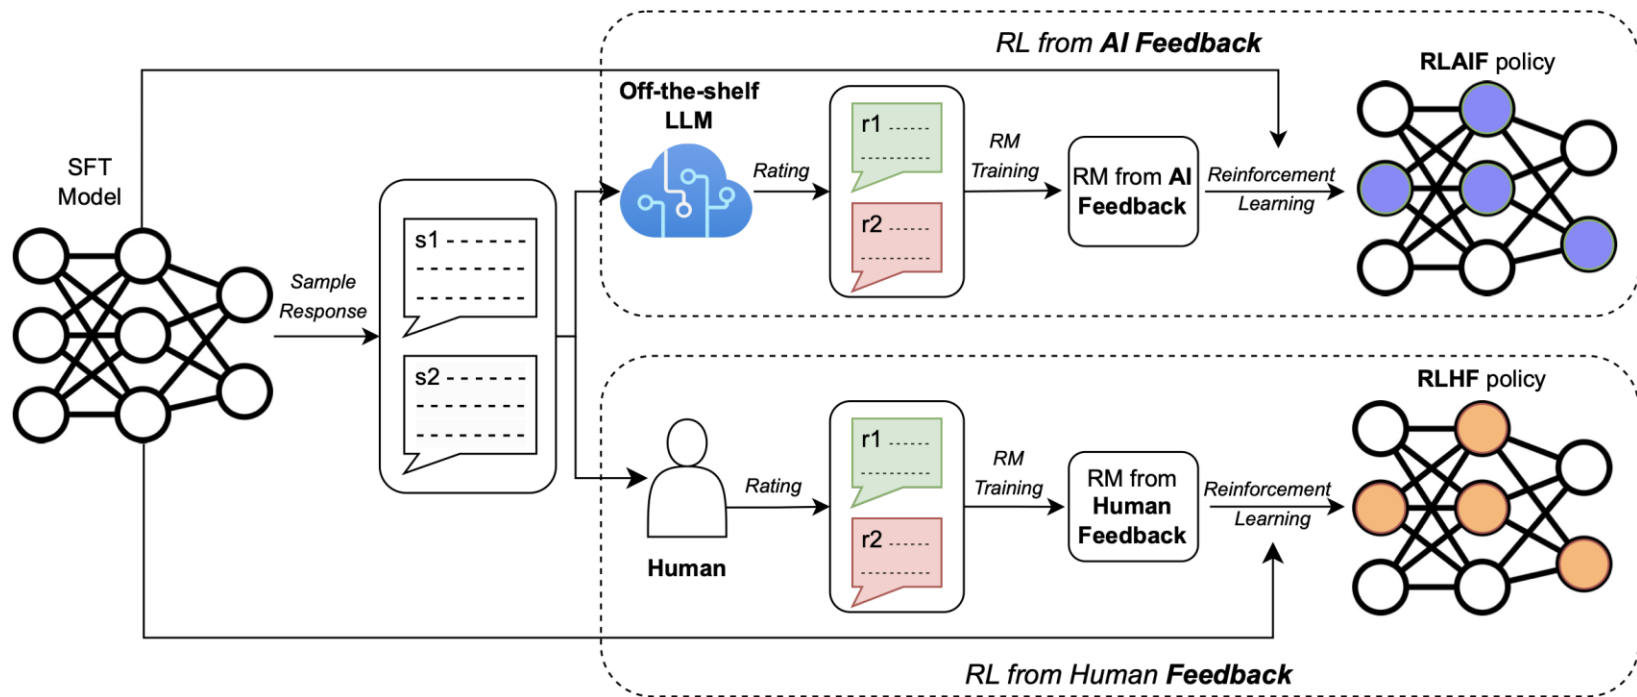 RL from AI Feedback
RLAIF policy
Off-the-shelf
LLM
SFT
Model
Sample
Response
s1
s2
Rating
r1
r2
RM
Training
RM from AI
Feedback
Reinforcement
Learning
RLHF policy
Human
Rating
r1
r2
RM
Training
RM from
Human
Feedback
Reinforcement
Learning
RL from Human Feedback